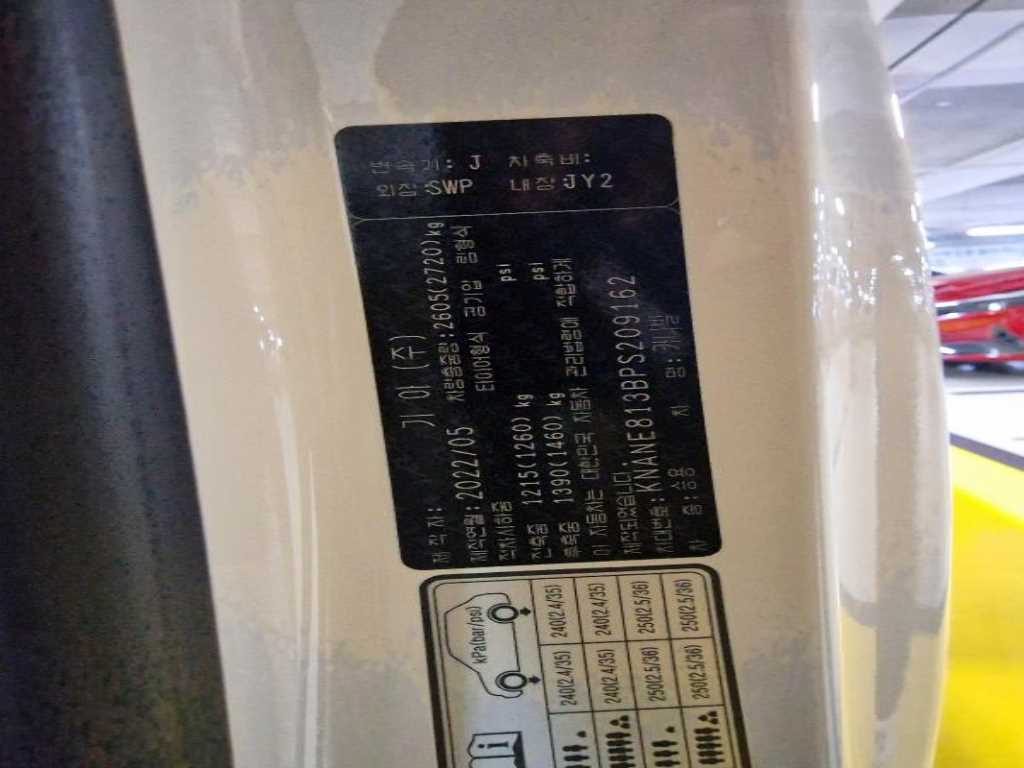 변속기: J 차축비:
외장:SWP 내장:JY2
제작자: 기아 (주)
제작연월:2022/05 차량총중량:2605(2720)kg
적차시하중 타이어형식 공기압 림형식
전축중 1215(1260)kg psi
후축중 1390(1460)kg psi
이 자동차는 대한민국 자동차 관리법령에 적합하게
제작되었습니다.
차대번호:KNANE813BPS209162
차 종:승용 차 명:카니발
kPa(bar/psi)
240(2.4/35) 240(2.4/35)
240(2.4/35) 240(2.4/35)
250(2.5/36) 250(2.5/36)
250(2.5/36) 250(2.5/36)
i